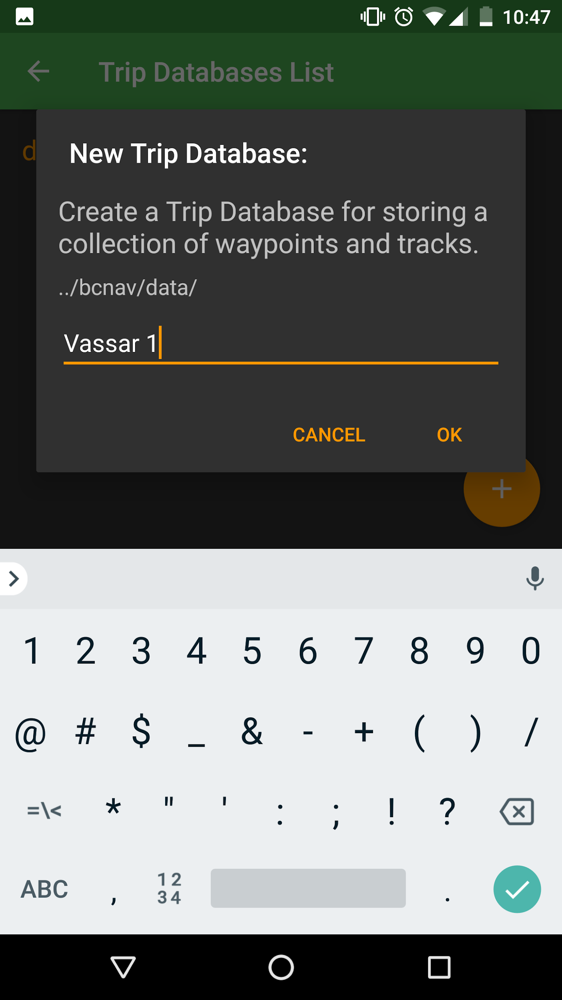 10:47
Trip Databases List
d
New Trip Database:
Create a Trip Database for storing a
collection of waypoints and tracks.
../bcnav/data/
Vassar 1
CANCEL OK
+
1 2 3 4 5 6 7 8 9 0
@ # $ _ & - + ( ) /
=\< * " ' : ; ! ?
ABC , 12 34 .